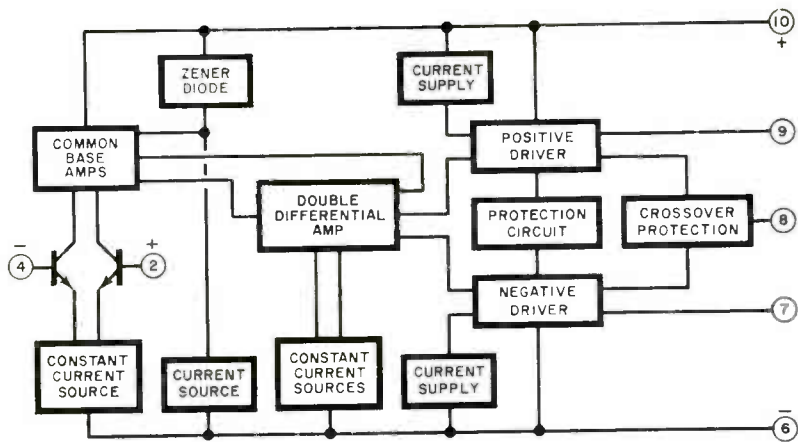 10
+
ZENER
DIODE
CURRENT
SUPPLY
COMMON
BASE
AMPS
POSITIVE
DRIVER
9
DOUBLE
DIFFERENTIAL
AMP
PROTECTION
CIRCUIT
CROSSOVER
PROTECTION
8
−
4
+
2
NEGATIVE
DRIVER
7
CONSTANT
CURRENT
SOURCE
CURRENT
SOURCE
CONSTANT
CURRENT
SOURCES
CURRENT
SUPPLY
−
6